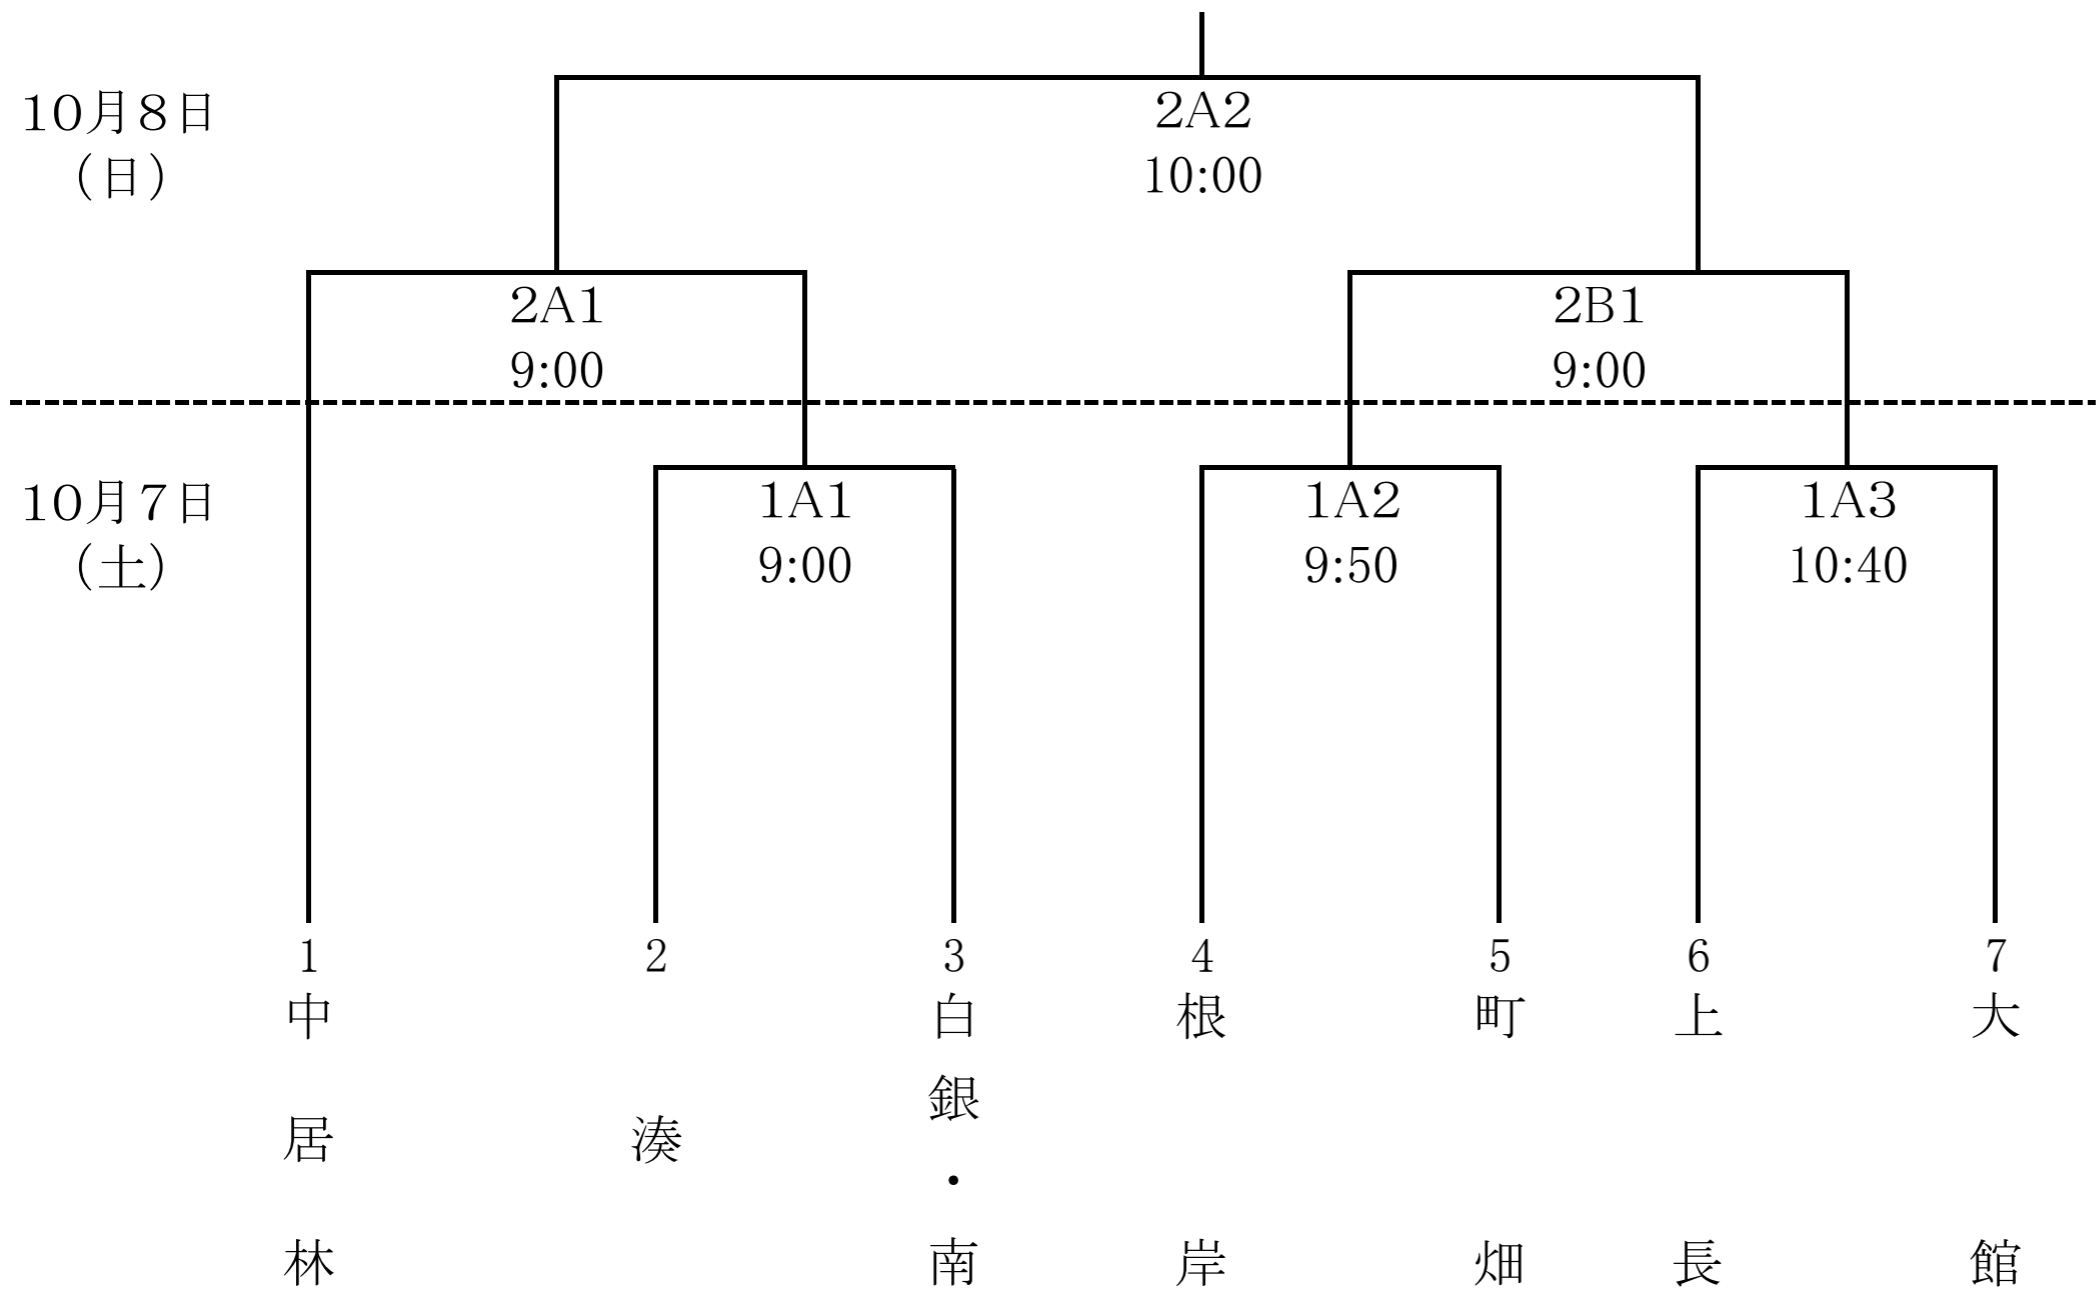 １０月８日
（日）
２A２
10:00
２A１
9:00
２B１
9:00
１０月７日
（土）
１A１
9:00
１A２
9:50
１A３
10:40
1
2
3
4
5
6
7
中居林
湊
白銀・南
根岸
町畑
上長
大館